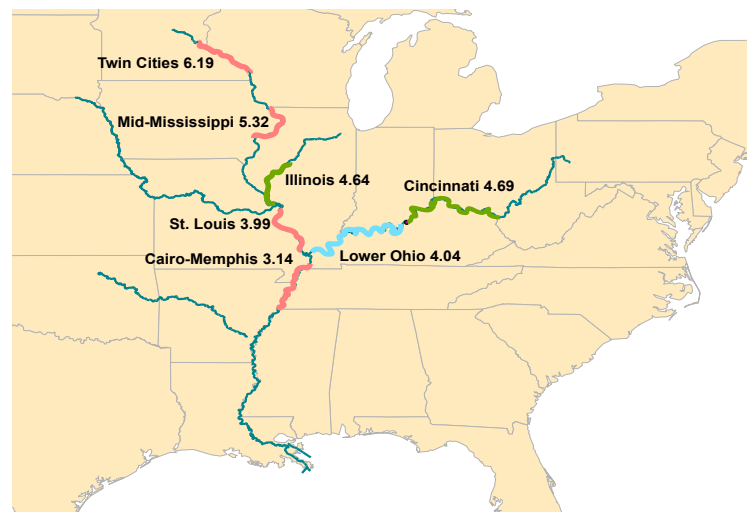 Twin Cities 6.19
Mid-Mississippi 5.32
Illinois 4.64
Cincinnati 4.69
St. Louis 3.99
Cairo-Memphis 3.14
Lower Ohio 4.04